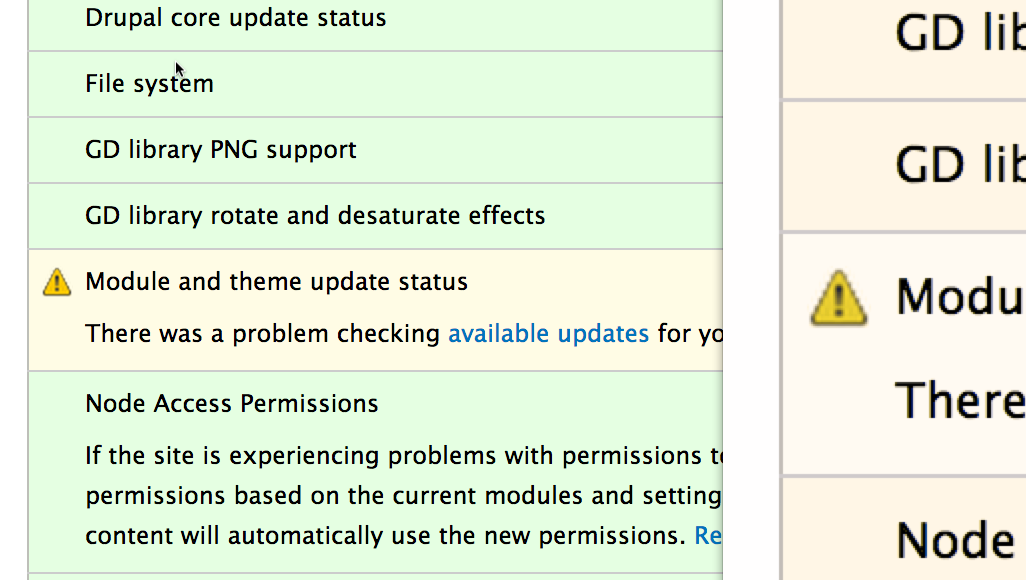 Drupal core update status
File system
GD library PNG support
GD library rotate and desaturate effects
Module and theme update status
There was a problem checking available updates for
Node Access Permissions
If the site is experiencing problems with permissions
permissions based on the current modules and setting
content will automatically use the new permissions. Re
GD lib
GD lib
Modu
There
Node